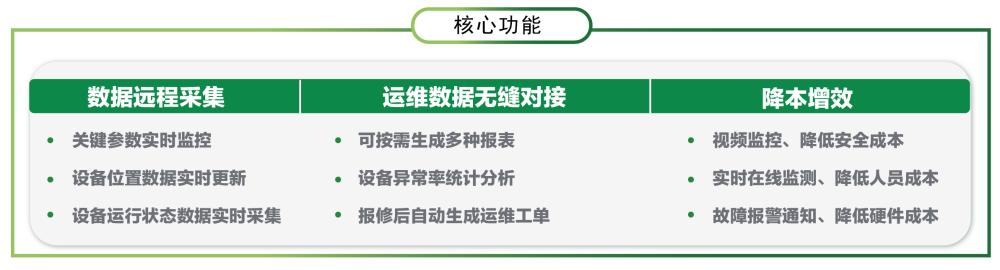 核心功能
数据远程采集
运维数据无缝对接
降本增效
• 关键参数实时监控
• 可按需生成多种报表
• 视频监控、降低安全成本
• 设备位置数据实时更新
• 设备异常率统计分析
• 实时在线监测、降低人员成本
• 设备运行状态数据实时采集
• 报修后自动生成运维工单
• 故障报警通知、降低硬件成本